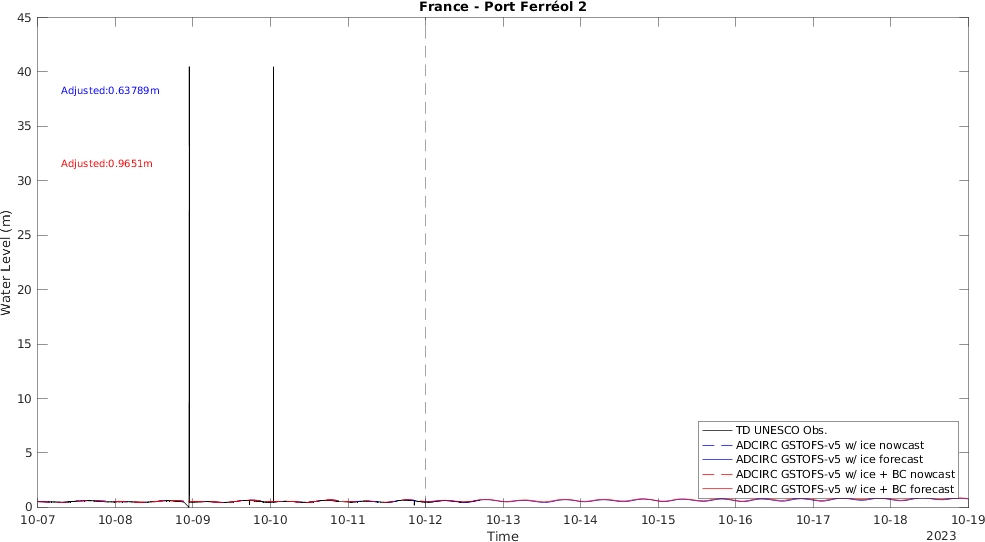 France - Port Ferréol 2
45
40
35
30
25
20
15
10
5
0
Water Level (m)
Adjusted:0.63789m
Adjusted:0.9651m
TD UNESCO Obs.
ADCIRC GSTOFS-v5 w/ ice nowcast
ADCIRC GSTOFS-v5 w/ ice forecast
ADCIRC GSTOFS-v5 w/ ice + BC nowcast
ADCIRC GSTOFS-v5 w/ ice + BC forecast
10-07 10-08 10-09 10-10 10-11 10-12 10-13 10-14 10-15 10-16 10-17 10-18 10-19
Time
2023